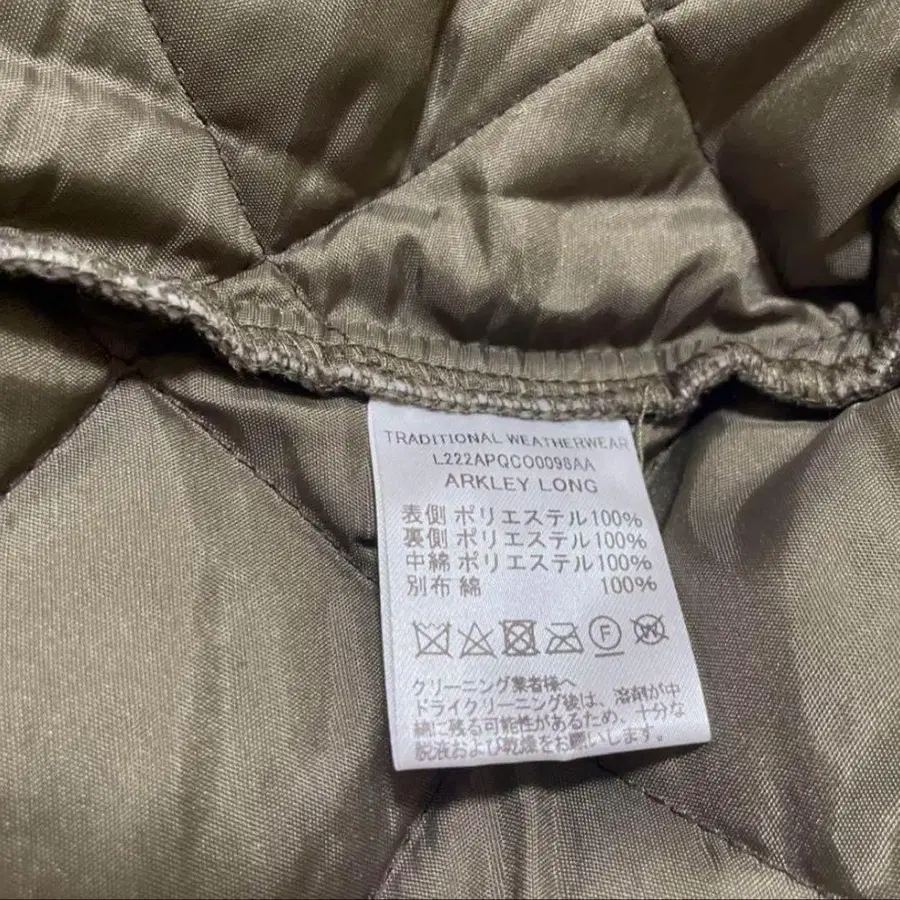 TRADITIONAL WEATHERWEAR
L222APQCO0098AA
ARKLEY LONG
表側 ポリエステル100%
裏側 ポリエステル100%
中綿 ポリエステル100%
別布 綿 100%
F W
クリーニング業者様へ
ドライクリーニング後は、溶剤が中
綿に残る可能性があるため、十分な
脱液および乾燥をお願いします。